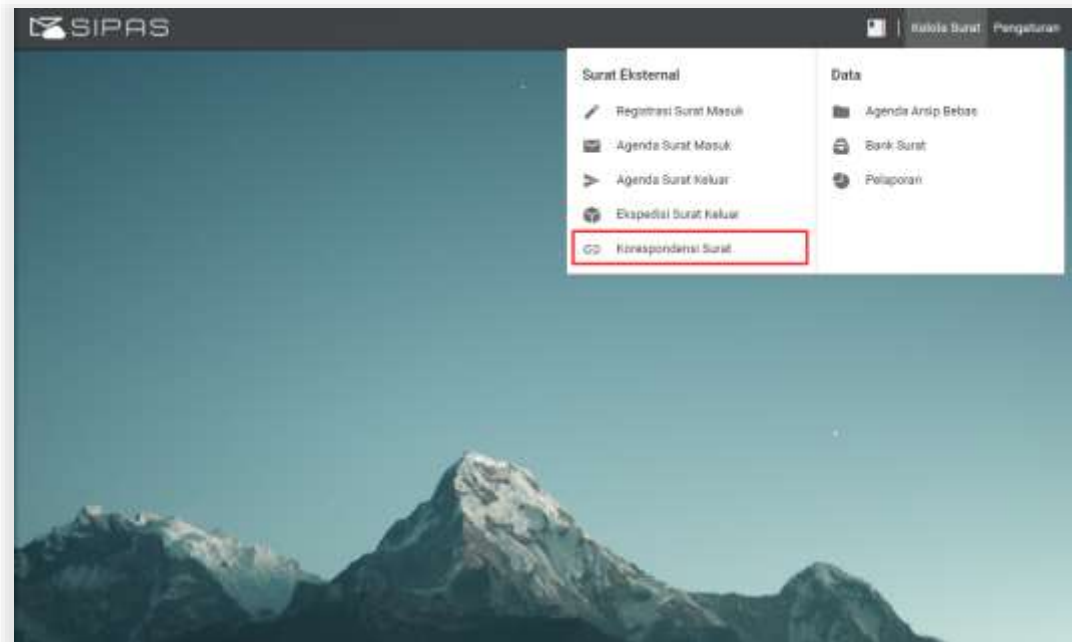 SIPAS
Kelola Surat Pengaturan
Surat Eksternal
Registrasi Surat Masuk
Agenda Surat Masuk
Agenda Surat Keluar
Ekspedisi Surat Keluar
Korespondensi Surat
Data
Agenda Arsip Bebas
Bank Surat
Pelaporan